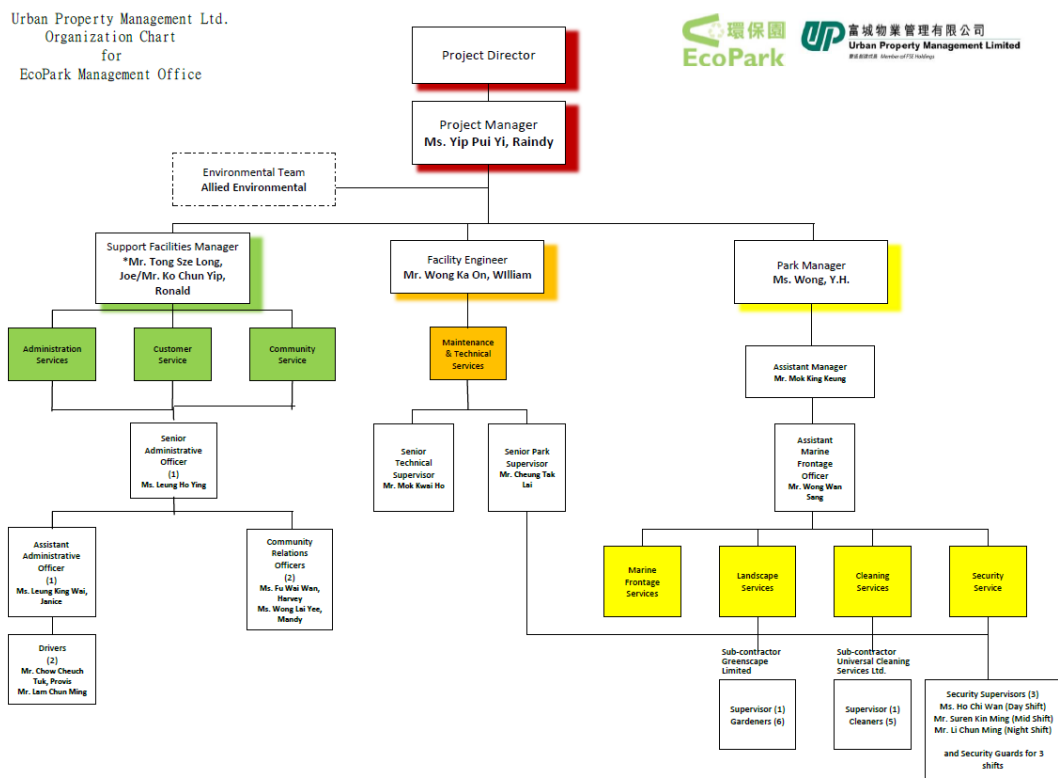 Urban Property Management Ltd.
Organization Chart
for
EcoPark Management Office
環保園
EcoPark
UP
富城物業管理有限公司
Urban Property Management Limited
Member of FSE Holdings
Project Director
Project Manager
Ms. Yip Pui Yi, Raindy
Environmental Team
Allied Environmental
Support Facilities Manager
*Mr. Tong Sze Long,
Joe/Mr. Ko Chun Yip,
Ronald
Facility Engineer
Mr. Wong Ka On, WIlliam
Park Manager
Ms. Wong, Y.H.
Administration
Services
Customer
Service
Community
Service
Maintenance
& Technical
Services
Assistant Manager
Mr. Mok King Keung
Senior
Administrative
Officer
(1)
Ms. Leung Ho Ying
Senior
Technical
Supervisor
Mr. Mok Kwai Ho
Senior Park
Supervisor
Mr. Cheung Tak
Lai
Assistant
Marine
Frontage
Officer
Mr. Wong Wan
Sang
Assistant
Administrative
Officer
(1)
Ms. Leung King Wai,
Janice
Community
Relations
Officers
(2)
Ms. Fu Wai Wan,
Harvey
Ms. Wong Lai Yee,
Mandy
Marine
Frontage
Services
Landscape
Services
Cleaning
Services
Security
Service
Drivers
(2)
Mr. Chow Cheuch
Tuk, Provis
Mr. Lam Chun Ming
Sub-contractor
Greenscape
Limited
Sub-contractor
Universal Cleaning
Services Ltd.
Supervisor (1)
Gardeners (6)
Supervisor (1)
Cleaners (5)
Security Supervisors (3)
Ms. Ho Chi Wan (Day Shift)
Mr. Suren Kin Ming (Mid Shift)
Mr. Li Chun Ming (Night Shift)
and Security Guards for 3
shifts